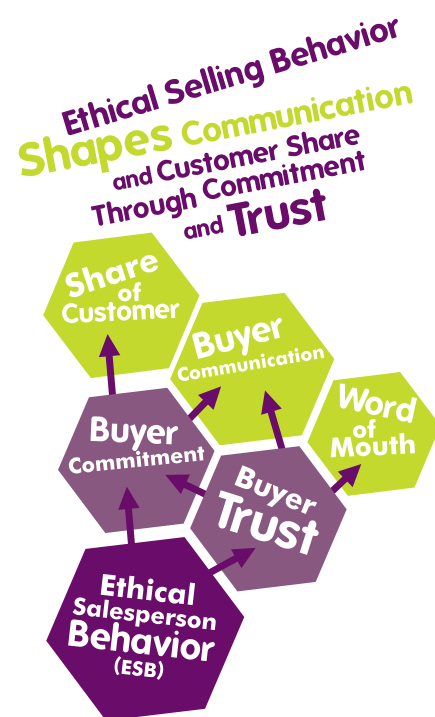 Ethical Selling Behavior
Shapes Communication
and Customer Share
Through Commitment
and Trust
Share
of
Customer
Buyer
Communication
Word
of
Mouth
Buyer
Commitment
Buyer
Trust
Ethical
Salesperson
Behavior
(ESB)